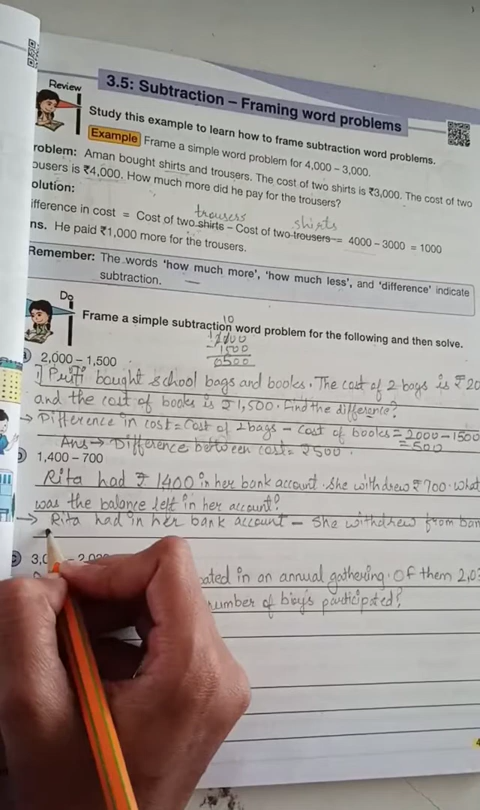 Review
3.5: Subtraction – Framing word problems
Study this example to learn how to frame subtraction word problems.
Example Frame a simple word problem for 4,000 – 3,000.
roblem: Aman bought shirts and trousers. The cost of two shirts is ₹3,000. The cost of two
ousers is ₹4,000. How much more did he pay for the trousers?
olution:
trousers shirts
ifference in cost = Cost of two shirts – Cost of two trousers = 4000 – 3000 = 1000
ns. He paid ₹1,000 more for the trousers.
Remember: The words 'how much more', 'how much less', and 'difference' indicate
subtraction.
Do
Frame a simple subtraction word problem for the following and then solve.
10
- 1500
0500
2,000 – 1,500
bought school bags and books. The cost of 2 bags is ₹20
and the cost of books is ₹1,500. Find the difference?
→ Difference in cost = Cost of 2 bags – Cost of books = 2000 – 1500
= 500
Ans → Difference between cost = ₹500.
1,400 – 700
Rita had ₹1400 in her bank account. She withdrew ₹700. what
was the balance left in her account?
→ Rita had in her bank account – She withdrew from ban
c 3,0
ated in an annual gathering. Of them 2,0
umber of boys participated?